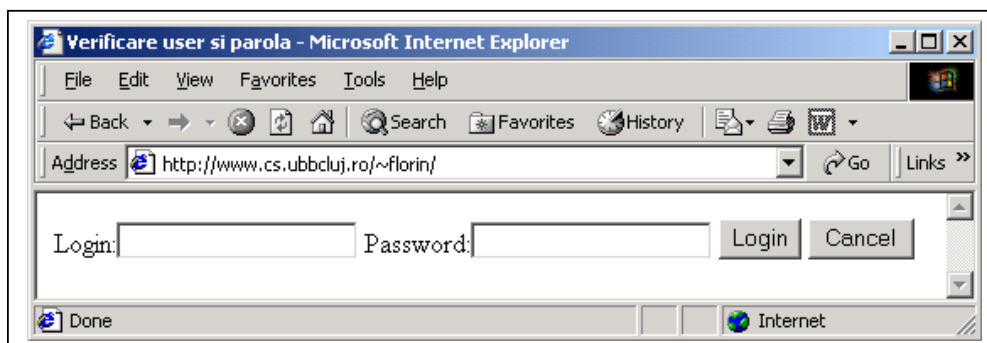 Verificare user si parola - Microsoft Internet Explorer
File Edit View Favorites Tools Help
Back Search Favorites History W
Address http://www.cs.ubbcluj.ro/~florin/ Go Links »
Login: Password: Login Cancel
Done Internet